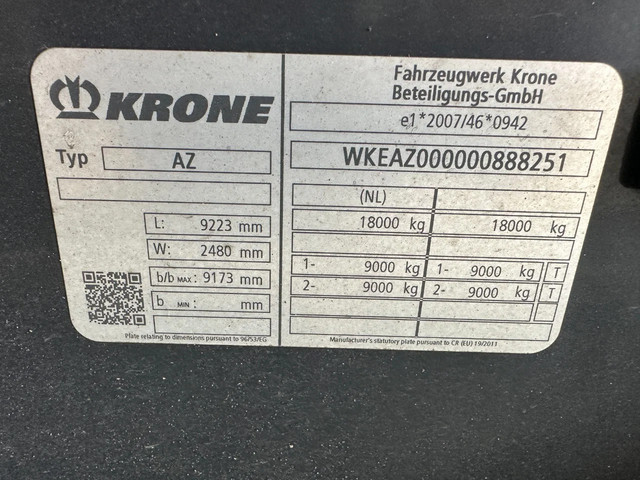 KRONE
Typ AZ
L: 9223 mm
W: 2480 mm
b/b MAX: 9173 mm
b MIN: mm
Plate relating to dimensions pursuant to 96/53/EG
Fahrzeugwerk Krone
Beteiligungs-GmbH
e1*2007/46*0942
WKEAZ000000888251
(NL)
18000 kg 18000 kg
1- 9000 kg 1- 9000 kg T
2- 9000 kg 2- 9000 kg T
Manufacturer's statutory plate pursuant to CR (EU) 19/2011